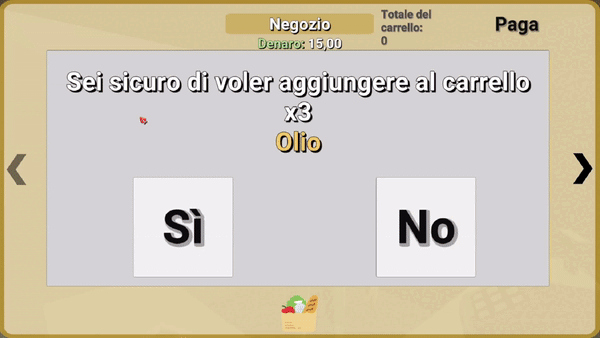 Negozio
Denaro: 15,00
Totale del
carrello:
0
Paga
Sei sicuro di voler aggiungere al carrello
x3
Olio
Sì
No